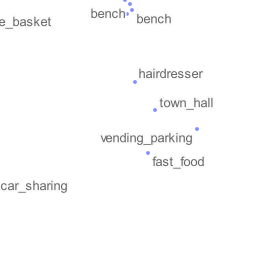 bench
bench
e_basket
hairdresser
town_hall
vending_parking
fast_food
car_sharing